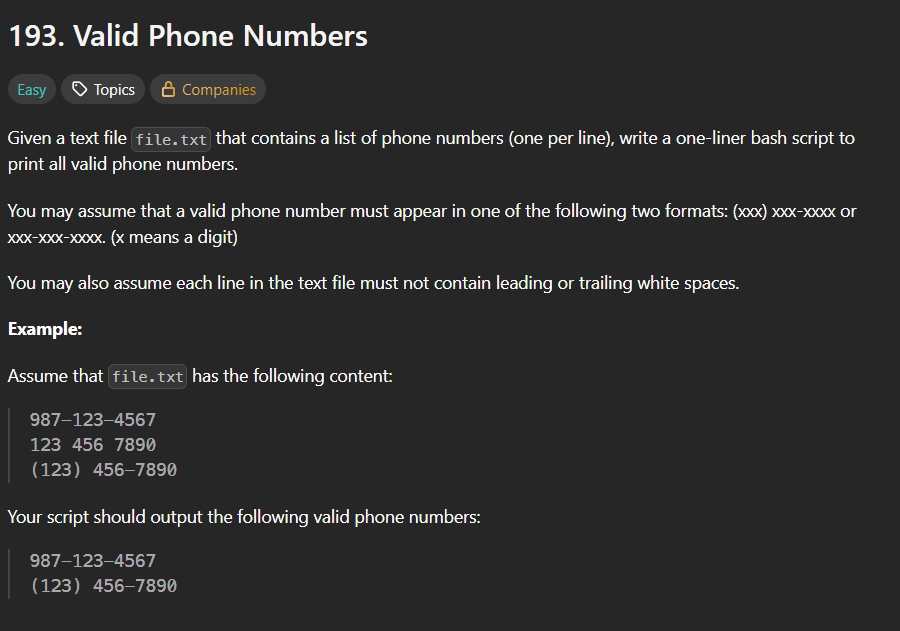 193. Valid Phone Numbers
Easy Topics Companies
Given a text file file.txt that contains a list of phone numbers (one per line), write a one-liner bash script to
print all valid phone numbers.
You may assume that a valid phone number must appear in one of the following two formats: (xxx) xxx-xxxx or
xxx-xxx-xxxx. (x means a digit)
You may also assume each line in the text file must not contain leading or trailing white spaces.
Example:
Assume that file.txt has the following content:
987-123-4567
123 456 7890
(123) 456-7890
Your script should output the following valid phone numbers:
987-123-4567
(123) 456-7890